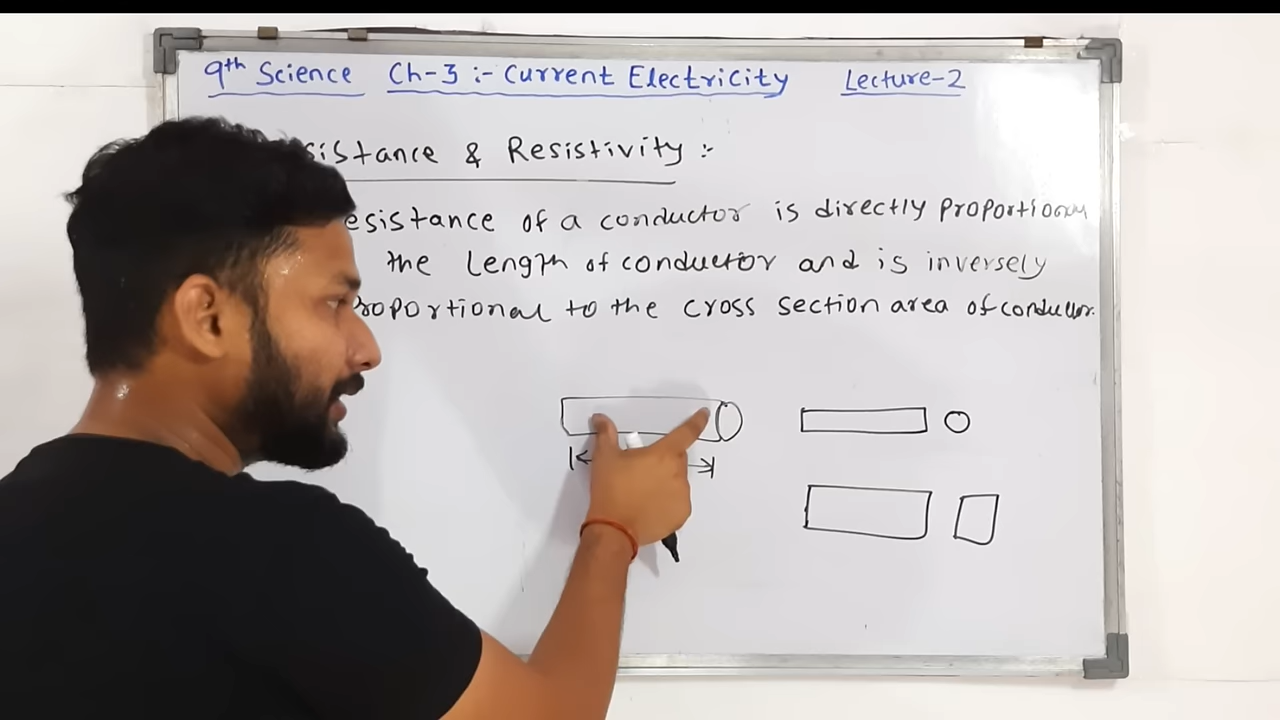 9th Science Ch-3 :- Current Electricity Lecture-2
sistance & Resistivity :-
esistance of a conductor is directly proportional
the Length of conductor and is inversely
roportional to the cross section area of conductor.